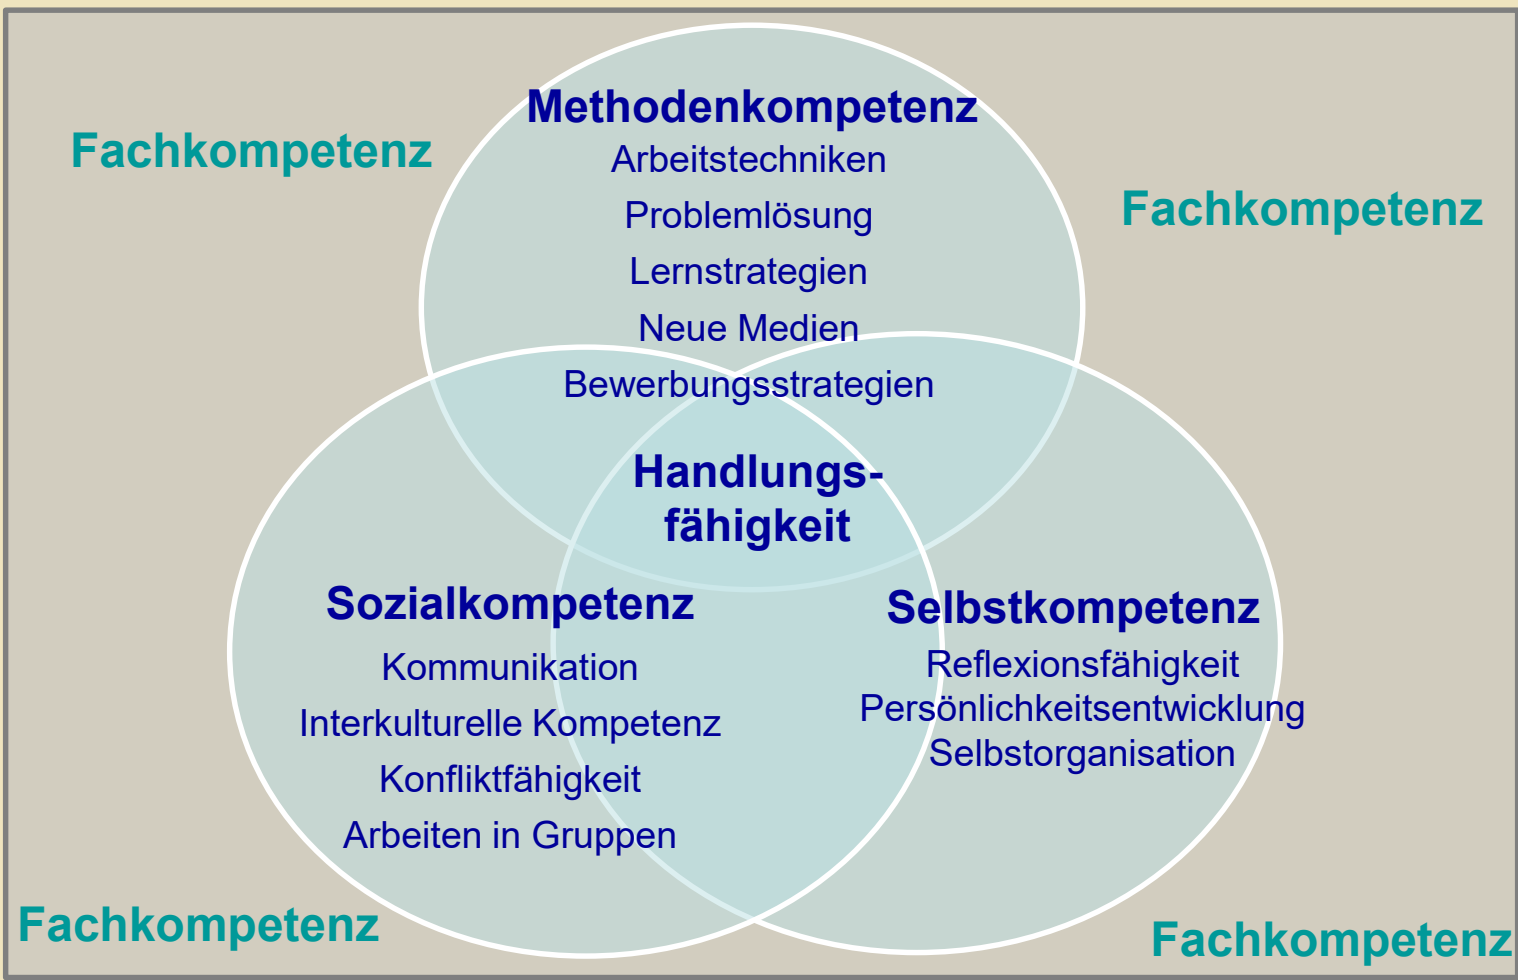 Methodenkompetenz
Fachkompetenz
Arbeitstechniken
Fachkompetenz
Problemlösung
Lernstrategien
Neue Medien
Bewerbungsstrategien
Handlungs-
fähigkeit
Sozialkompetenz
Kommunikation
Interkulturelle Kompetenz
Konfliktfähigkeit
Arbeiten in Gruppen
Selbstkompetenz
Reflexionsfähigkeit
Persönlichkeitsentwicklung
Selbstorganisation
Fachkompetenz
Fachkompetenz